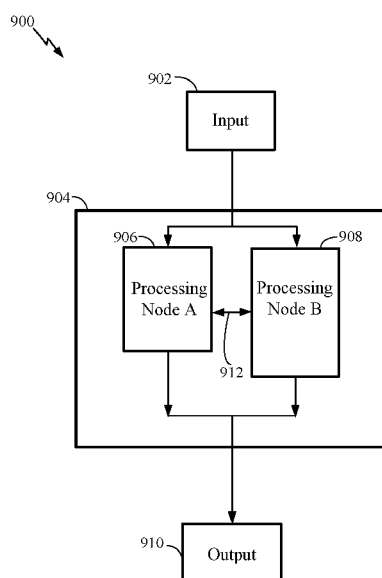 900
902
Input
904
906
908
Processing
Node A
Processing
Node B
912
910
Output